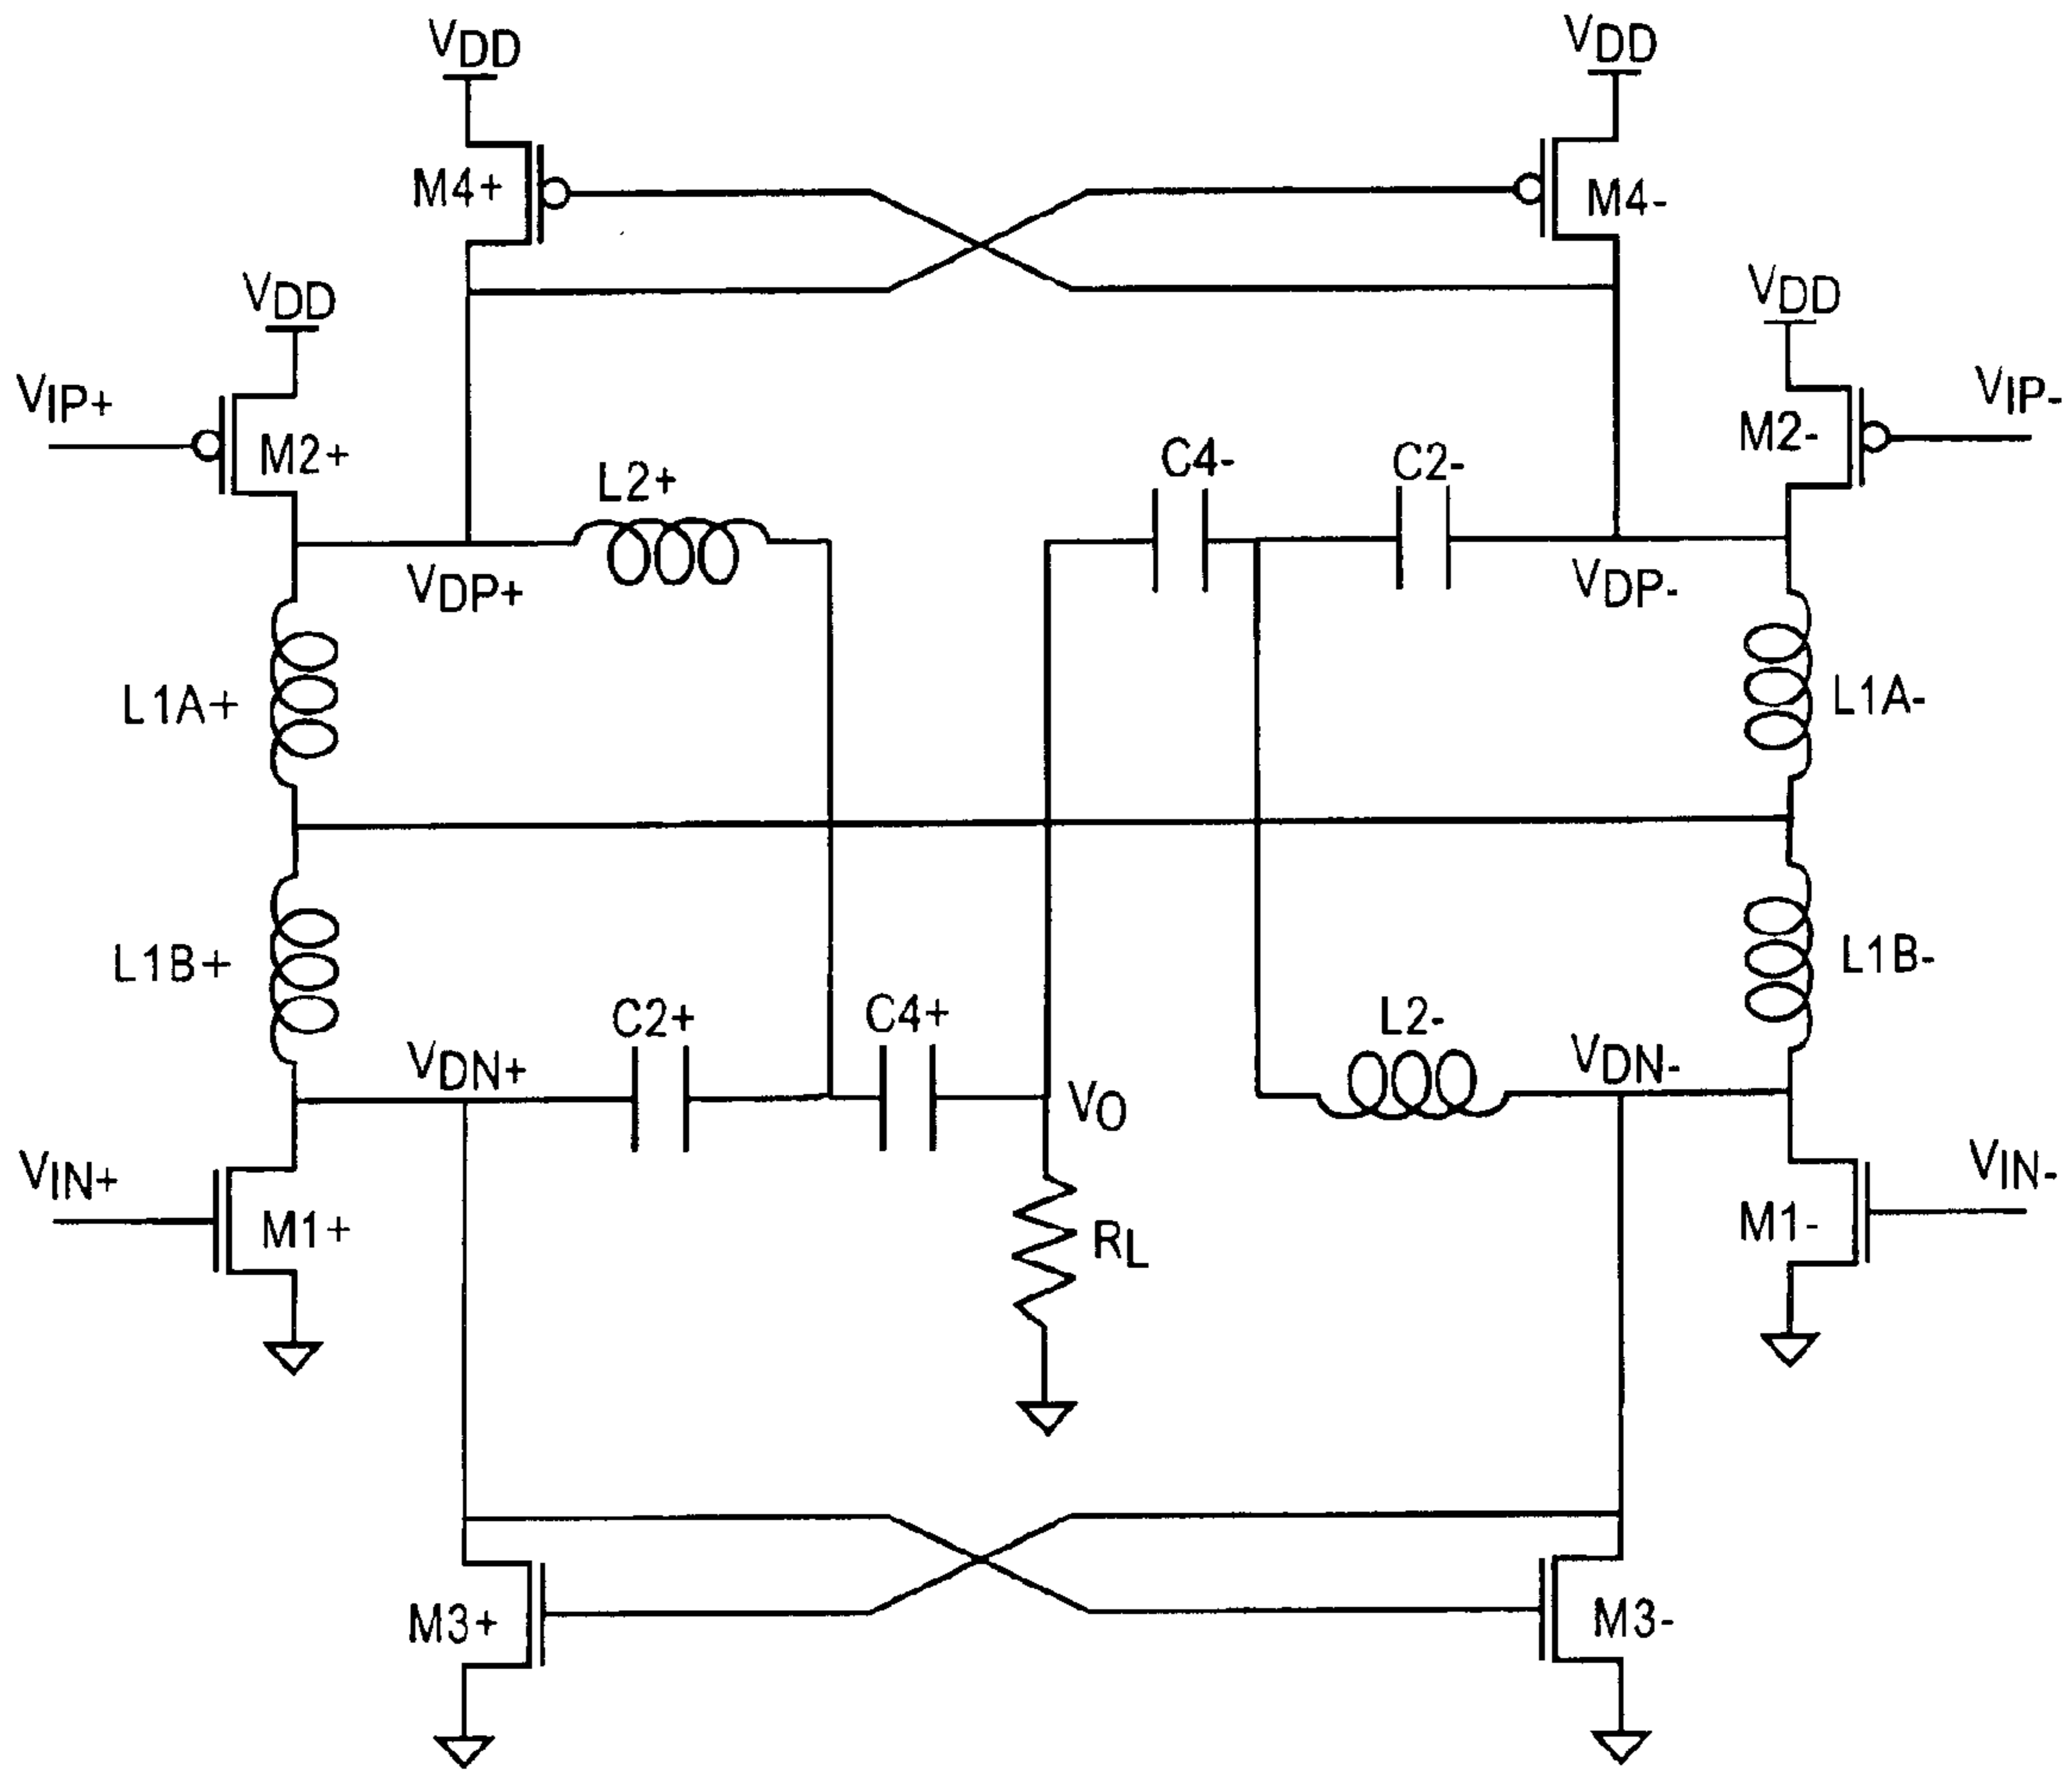 VDD
VDD
M4+
M4-
VDD
VDD
VIP+
M2+
M2-
VIP-
L2+
C4-
C2-
VDP+
VDP-
L1A+
L1A-
L1B+
L1B-
C2+
C4+
L2-
VDN+
VO
VDN-
VIN+
M1+
RL
M1-
VIN-
M3+
M3-